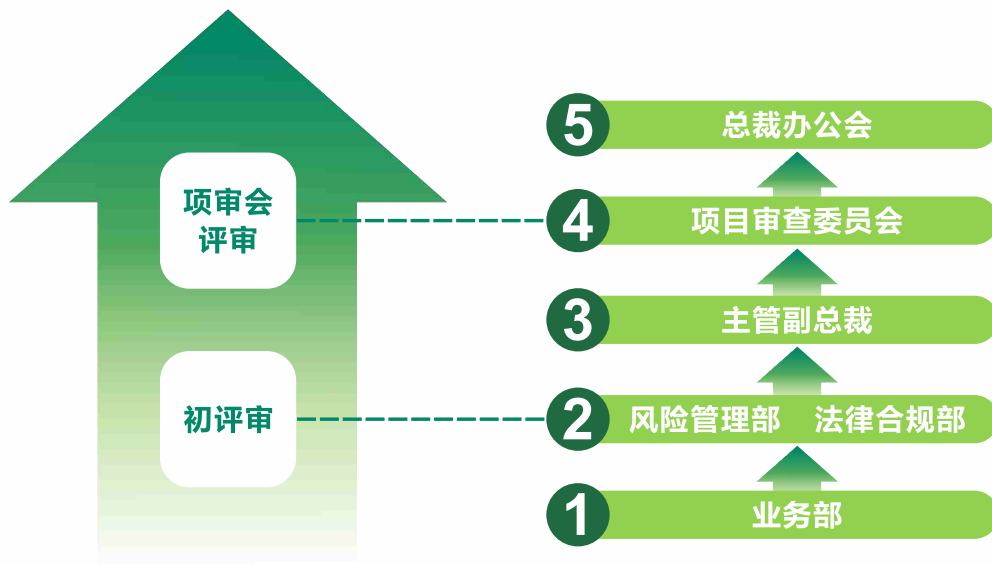 5 总裁办公会
项审会
评审
4 项目审查委员会
3 主管副总裁
初评审
2 风险管理部 法律合规部
1 业务部